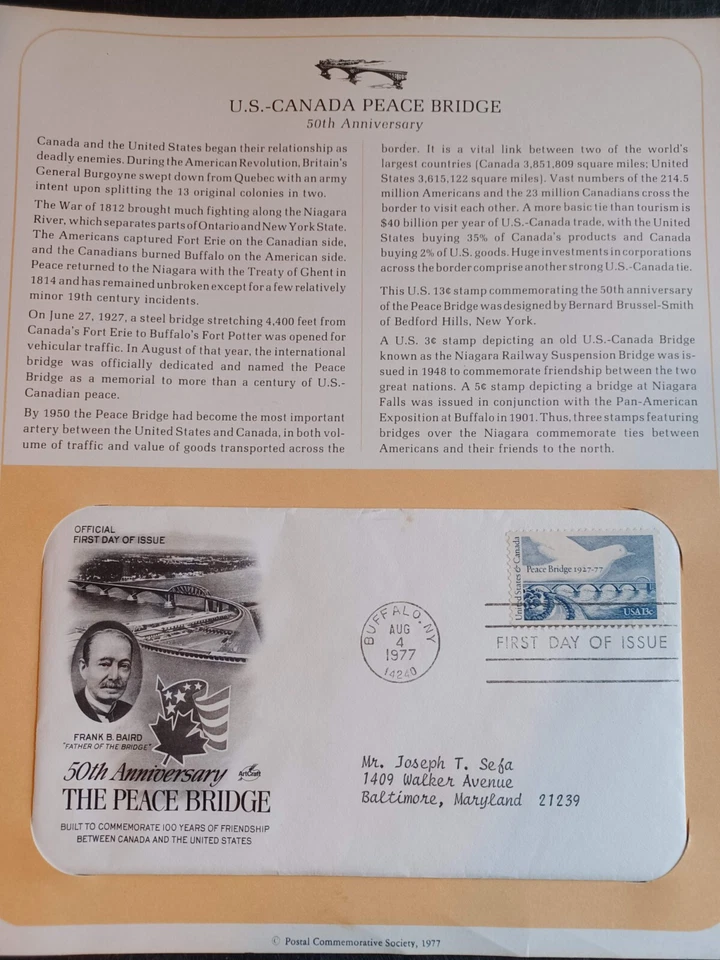 U.S.-CANADA PEACE BRIDGE
50th Anniversary
Canada and the United States began their relationship as
deadly enemies. During the American Revolution, Britain's
General Burgoyne swept down from Quebec with an army
intent upon splitting the 13 original colonies in two.
The War of 1812 brought much fighting along the Niagara
River, which separates parts of Ontario and New York State.
The Americans captured Fort Erie on the Canadian side,
and the Canadians burned Buffalo on the American side.
Peace returned to the Niagara with the Treaty of Ghent in
1814 and has remained unbroken except for a few relatively
minor 19th century incidents.
On June 27, 1927, a steel bridge stretching 4,400 feet from
Canada's Fort Erie to Buffalo's Fort Porter was opened for
vehicular traffic. In August of that year, the international
bridge was officially dedicated and named the Peace
Bridge as a memorial to more than a century of U.S.-
Canadian peace.
By 1950 the Peace Bridge had become the most important
artery between the United States and Canada, in both vol-
ume of traffic and value of goods transported across the
border. It is a vital link between two of the world's
largest countries (Canada 3,851,809 square miles; United
States 3,615,122 square miles). Vast numbers of the 214.5
million Americans and the 23 million Canadians cross the
border to visit each other. A more basic tie than tourism is
$40 billion per year of U.S.-Canada trade, with the United
States buying 35% of Canada's products and Canada
buying 2% of U.S. goods. Huge investments in corporations
across the border comprise another strong U.S.-Canada tie.
This U.S. 13¢ stamp commemorating the 50th anniversary
of the Peace Bridge was designed by Bernard Brussel-Smith
of Bedford Hills, New York.
A U.S. 3¢ stamp depicting an old U.S.-Canada Bridge
known as the Niagara Railway Suspension Bridge was is-
sued in 1948 to commemorate friendship between the two
great nations. A 5¢ stamp depicting a bridge at Niagara
Falls was issued in conjunction with the Pan-American
Exposition at Buffalo in 1901. Thus, three stamps featuring
bridges over the Niagara commemorate ties between
Americans and their friends to the north.
OFFICIAL
FIRST DAY OF ISSUE
FRANK B. BAIRD
"FATHER OF THE BRIDGE"
50th Anniversary
ArtCraft
THE PEACE BRIDGE
BUILT TO COMMEMORATE 100 YEARS OF FRIENDSHIP
BETWEEN CANADA AND THE UNITED STATES
BUFFALO, NY
AUG
4
1977
14240
United States & Canada
Peace Bridge 1927-77
USA 13c
FIRST DAY OF ISSUE
Mr. Joseph T. Sefa
1409 Walker Avenue
Baltimore, Maryland 21239
© Postal Commemorative Society, 1977